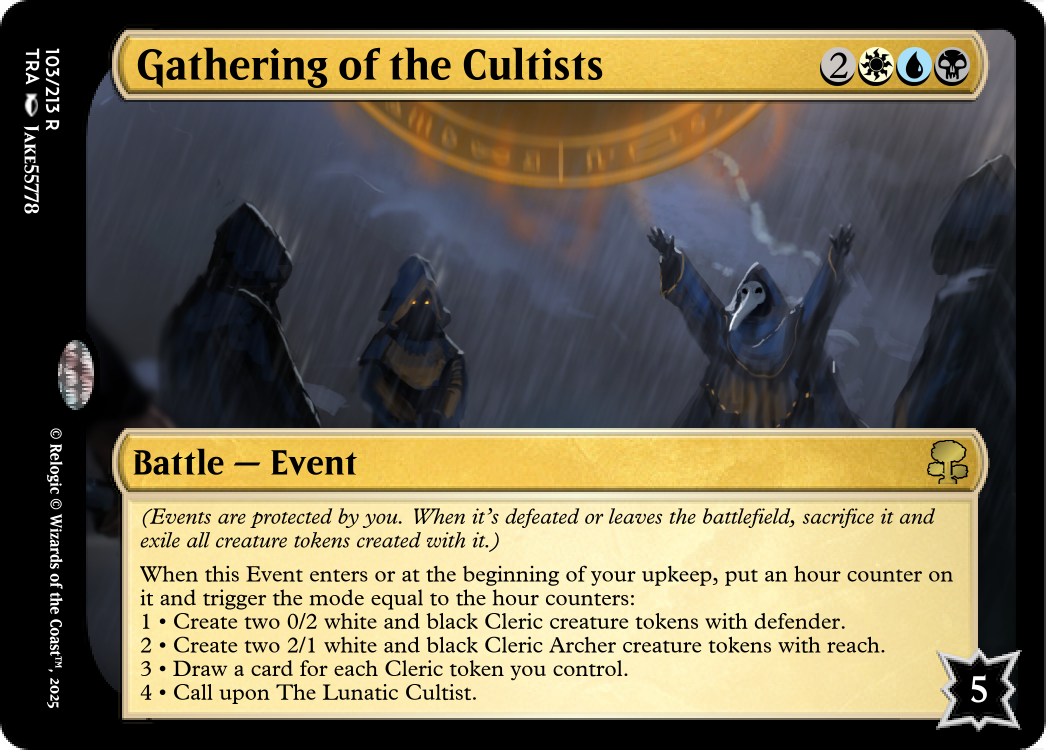 Gathering of the Cultists
2
Battle — Event
(Events are protected by you. When it's defeated or leaves the battlefield, sacrifice it and
exile all creature tokens created with it.)
When this Event enters or at the beginning of your upkeep, put an hour counter on
it and trigger the mode equal to the hour counters:
1 • Create two 0/2 white and black Cleric creature tokens with defender.
2 • Create two 2/1 white and black Cleric Archer creature tokens with reach.
3 • Draw a card for each Cleric token you control.
4 • Call upon The Lunatic Cultist.
5
103/213 R
TRA JAKE55778
© Relogic © Wizards of the Coast™, 2025